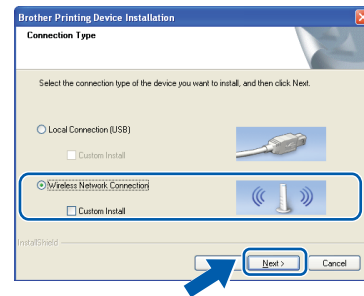 Brother Printing Device Installation
Connection Type
Select the connection type of the device you want to install, and then click Next.
Local Connection (USB)
Custom Install
Wireless Network Connection
Custom Install
InstallShield
Next >
Cancel